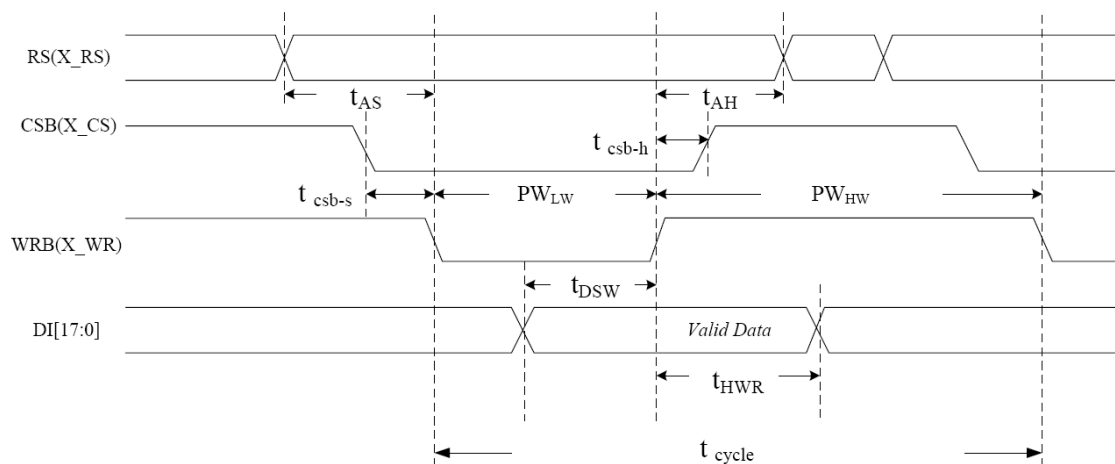 RS(X_RS)
tAS
tAH
CSB(X_CS)
t csb-h
t csb-s
PWLW
PWHW
WRB(X_WR)
tDSW
DI[17:0]
Valid Data
tHWR
t cycle